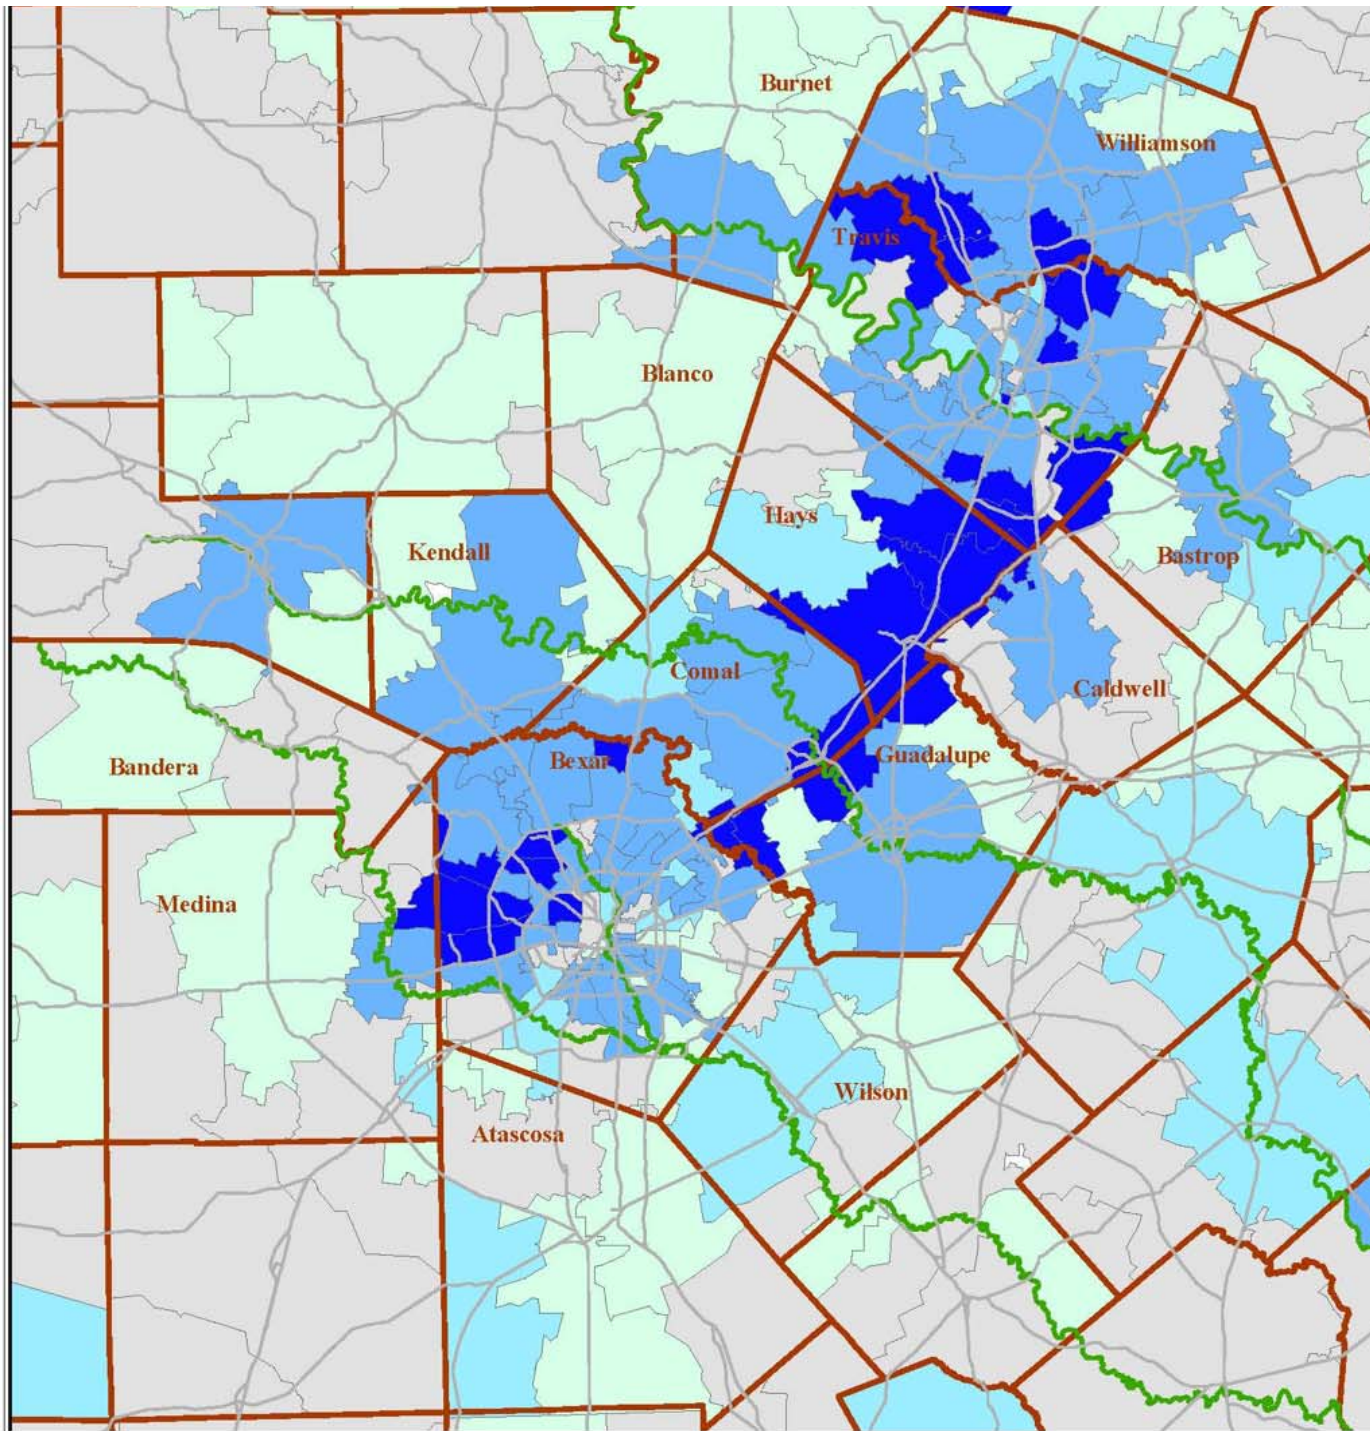 Burnet
Williamson
Travis
Blanco
Hays
Kendall
Bastrop
Comal
Caldwell
Bexar
Guadalupe
Bandera
Medina
Wilson
Atascosa